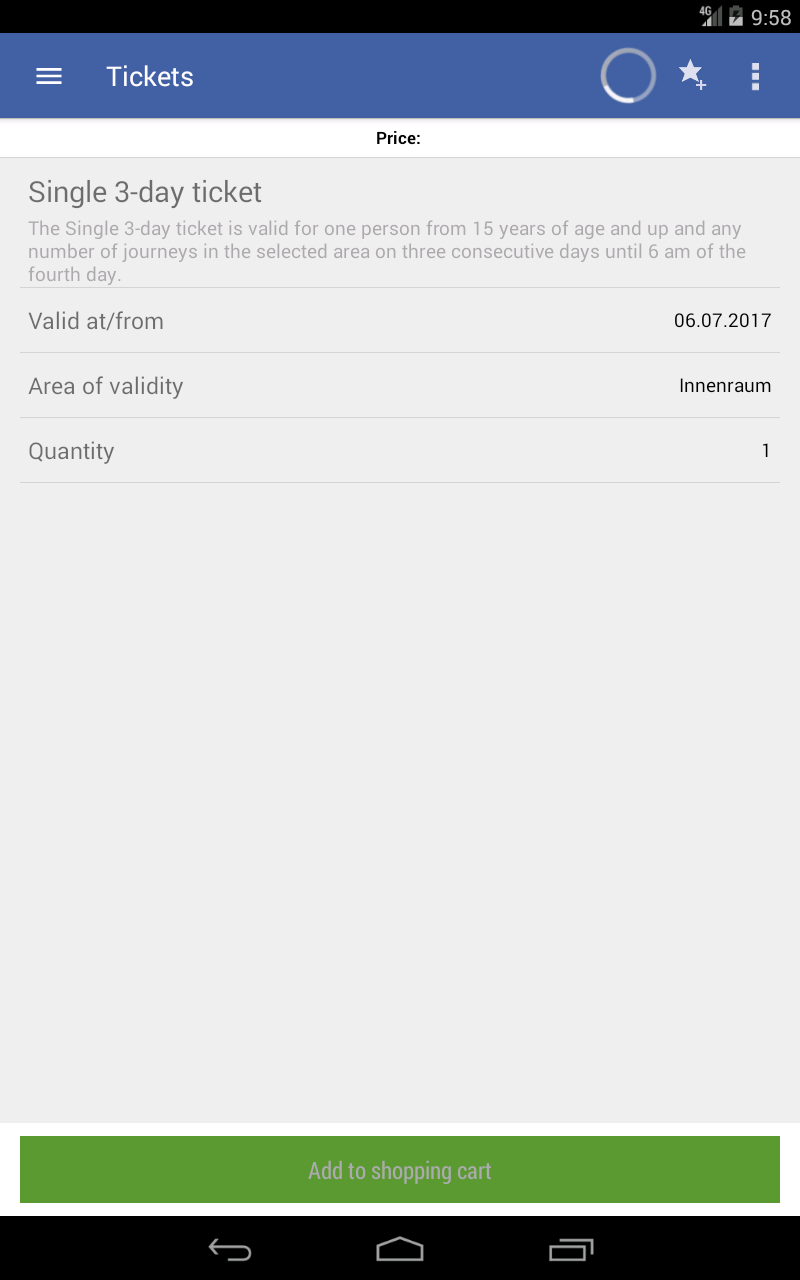 4G 9:58
Tickets
Price:
Single 3-day ticket
The Single 3-day ticket is valid for one person from 15 years of age and up and any
number of journeys in the selected area on three consecutive days until 6 am of the
fourth day.
Valid at/from 06.07.2017
Area of validity Innenraum
Quantity 1
Add to shopping cart